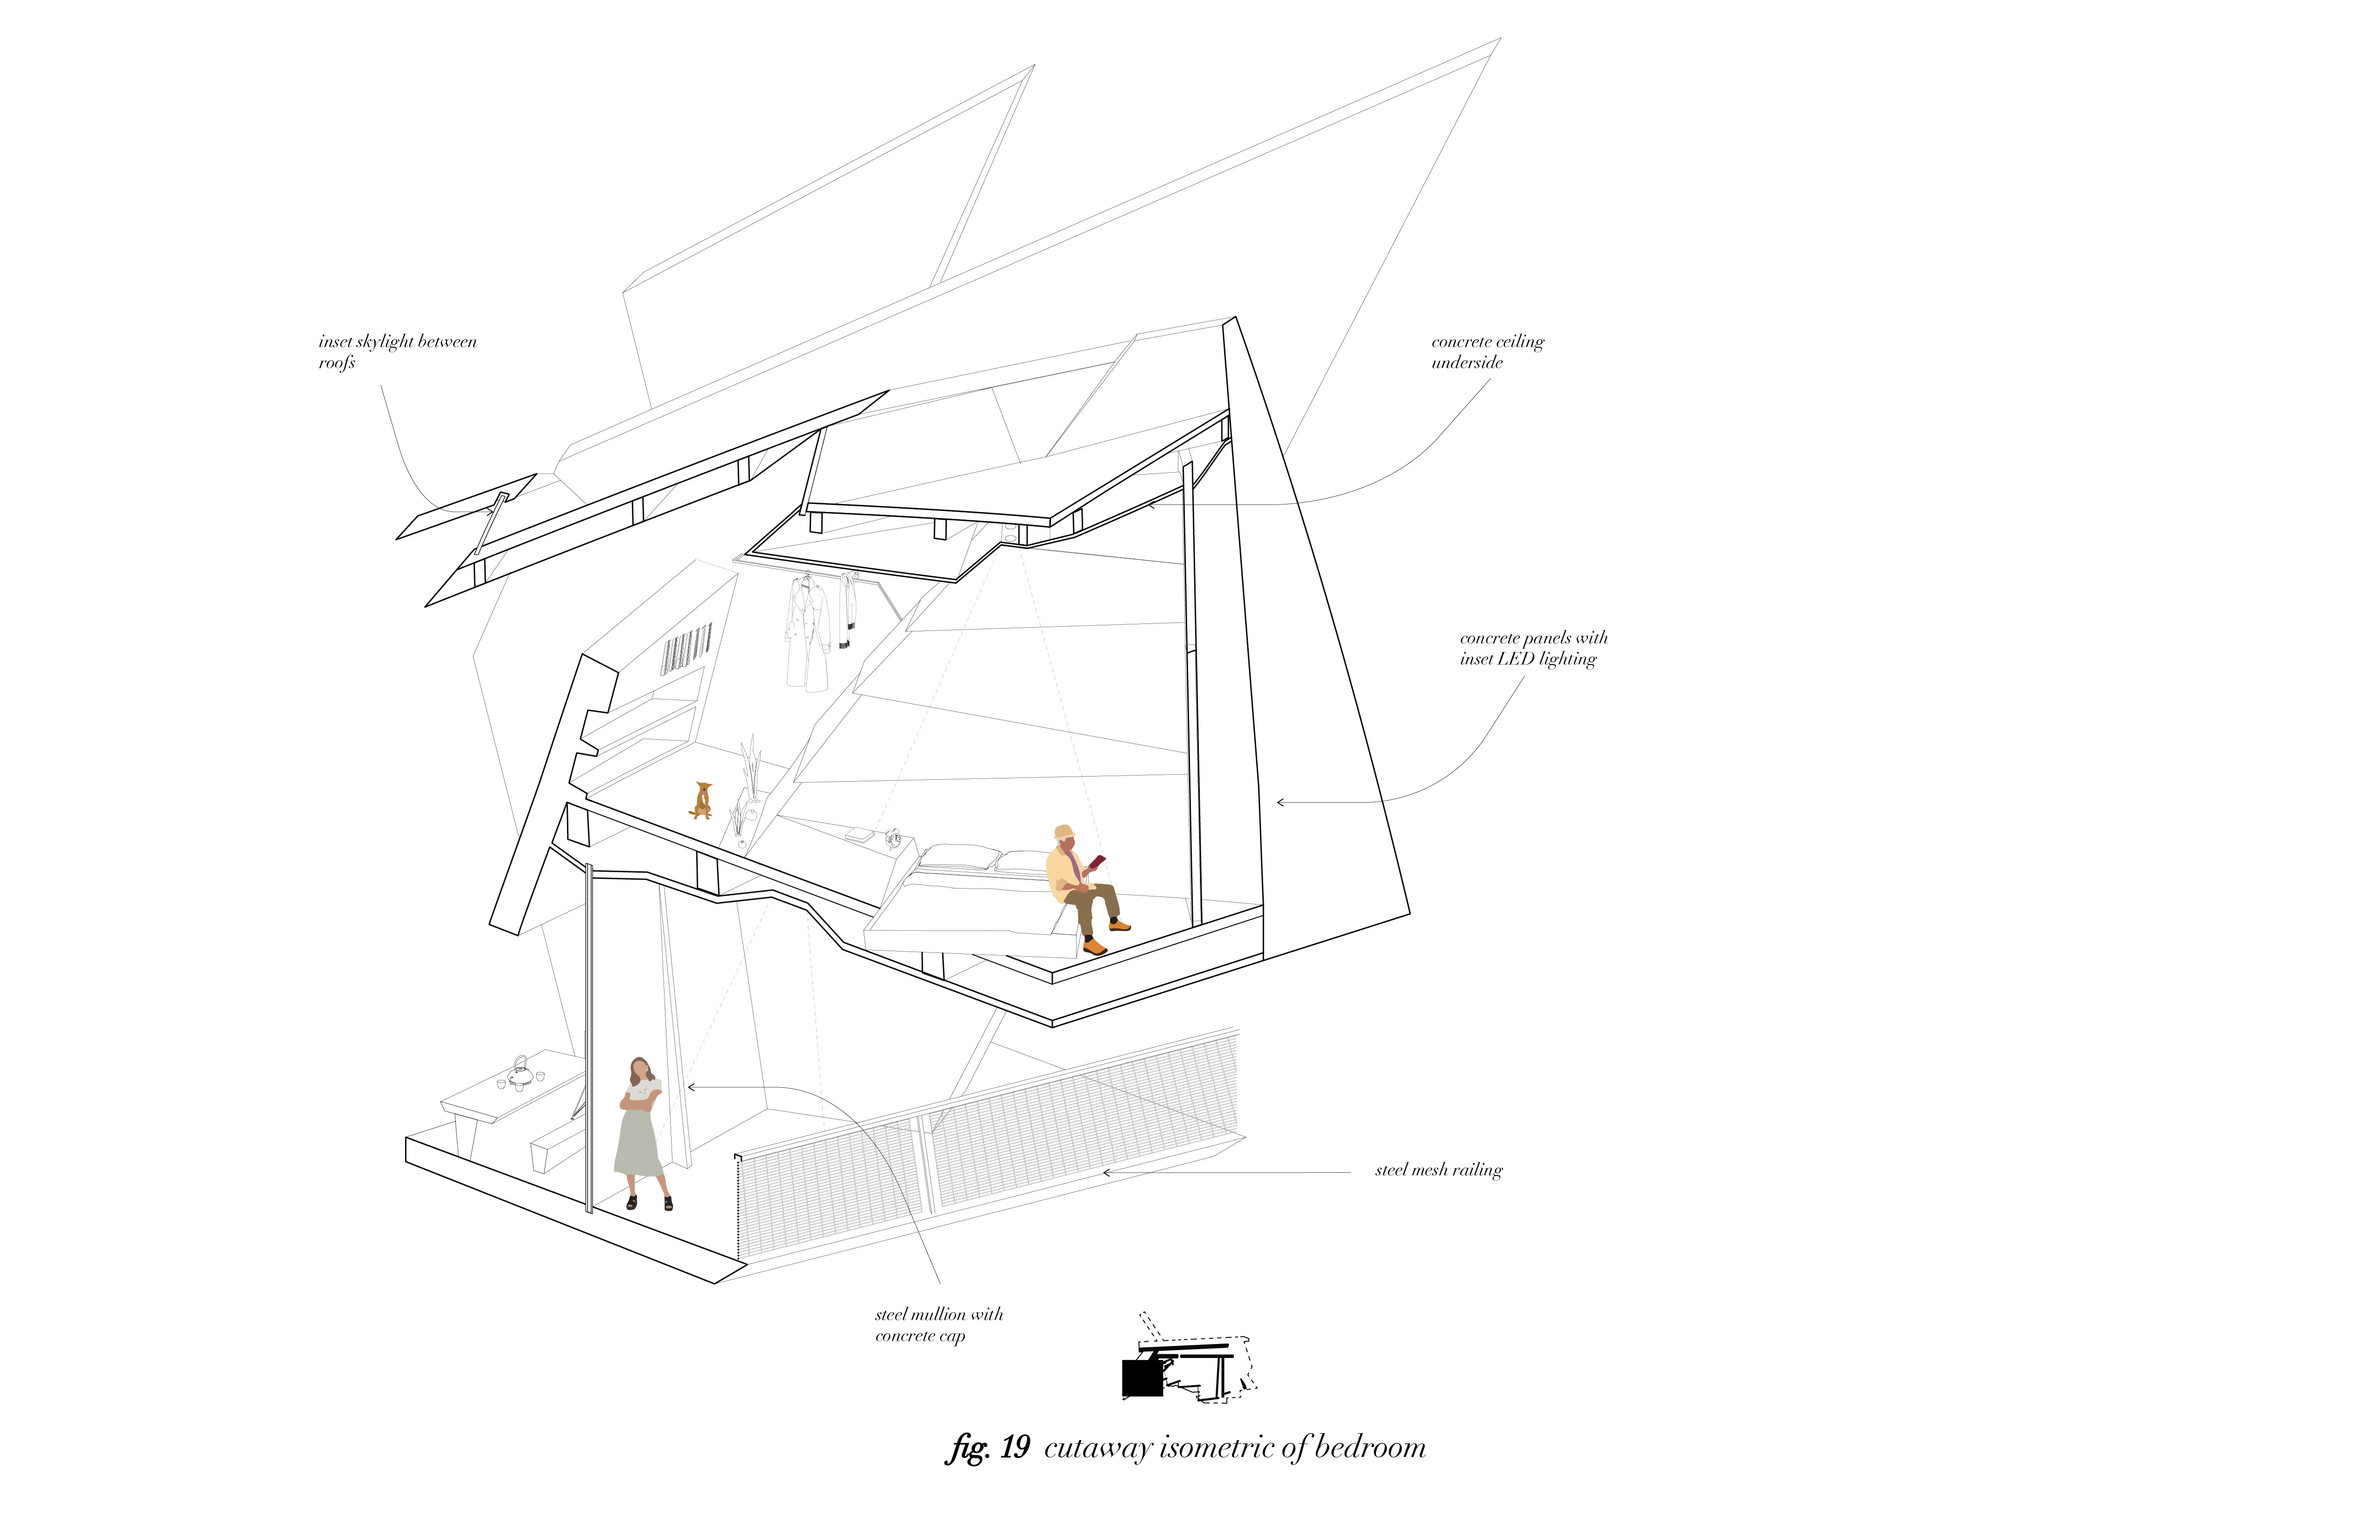 inset skylight between
roofs
concrete ceiling
underside
concrete panels with
inset LED lighting
steel mesh railing
steel mullion with
concrete cap
fig. 19 cutaway isometric of bedroom